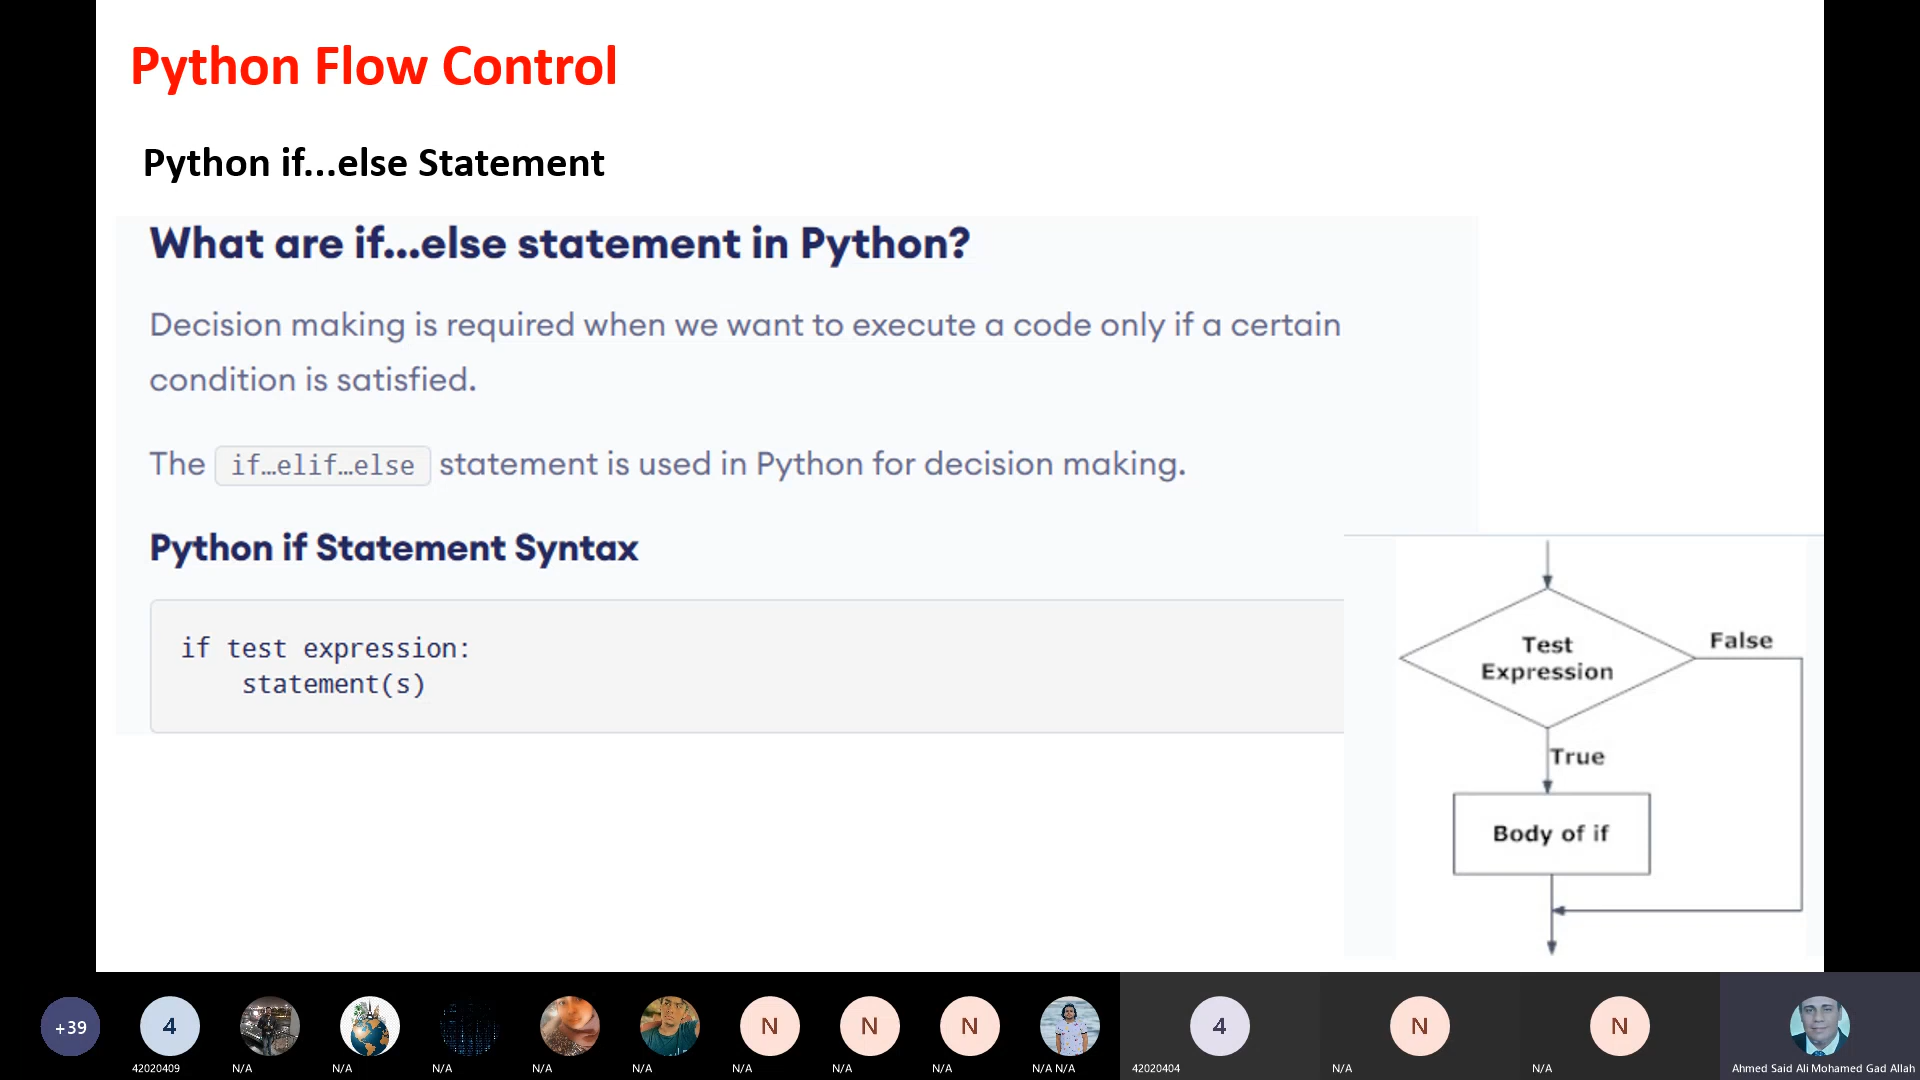 Python Flow Control
Python if...else Statement
What are if...else statement in Python?
Decision making is required when we want to execute a code only if a certain
condition is satisfied.
The if…elif…else statement is used in Python for decision making.
Python if Statement Syntax
if test expression:
    statement(s)
Test
Expression
False
True
Body of if
+39
4
N
N
N
4
N
N
42020409
N/A
N/A
N/A
N/A
N/A
N/A
N/A
N/A
N/A N/A
42020404
N/A
N/A
Ahmed Said Ali Mohamed Gad Allah